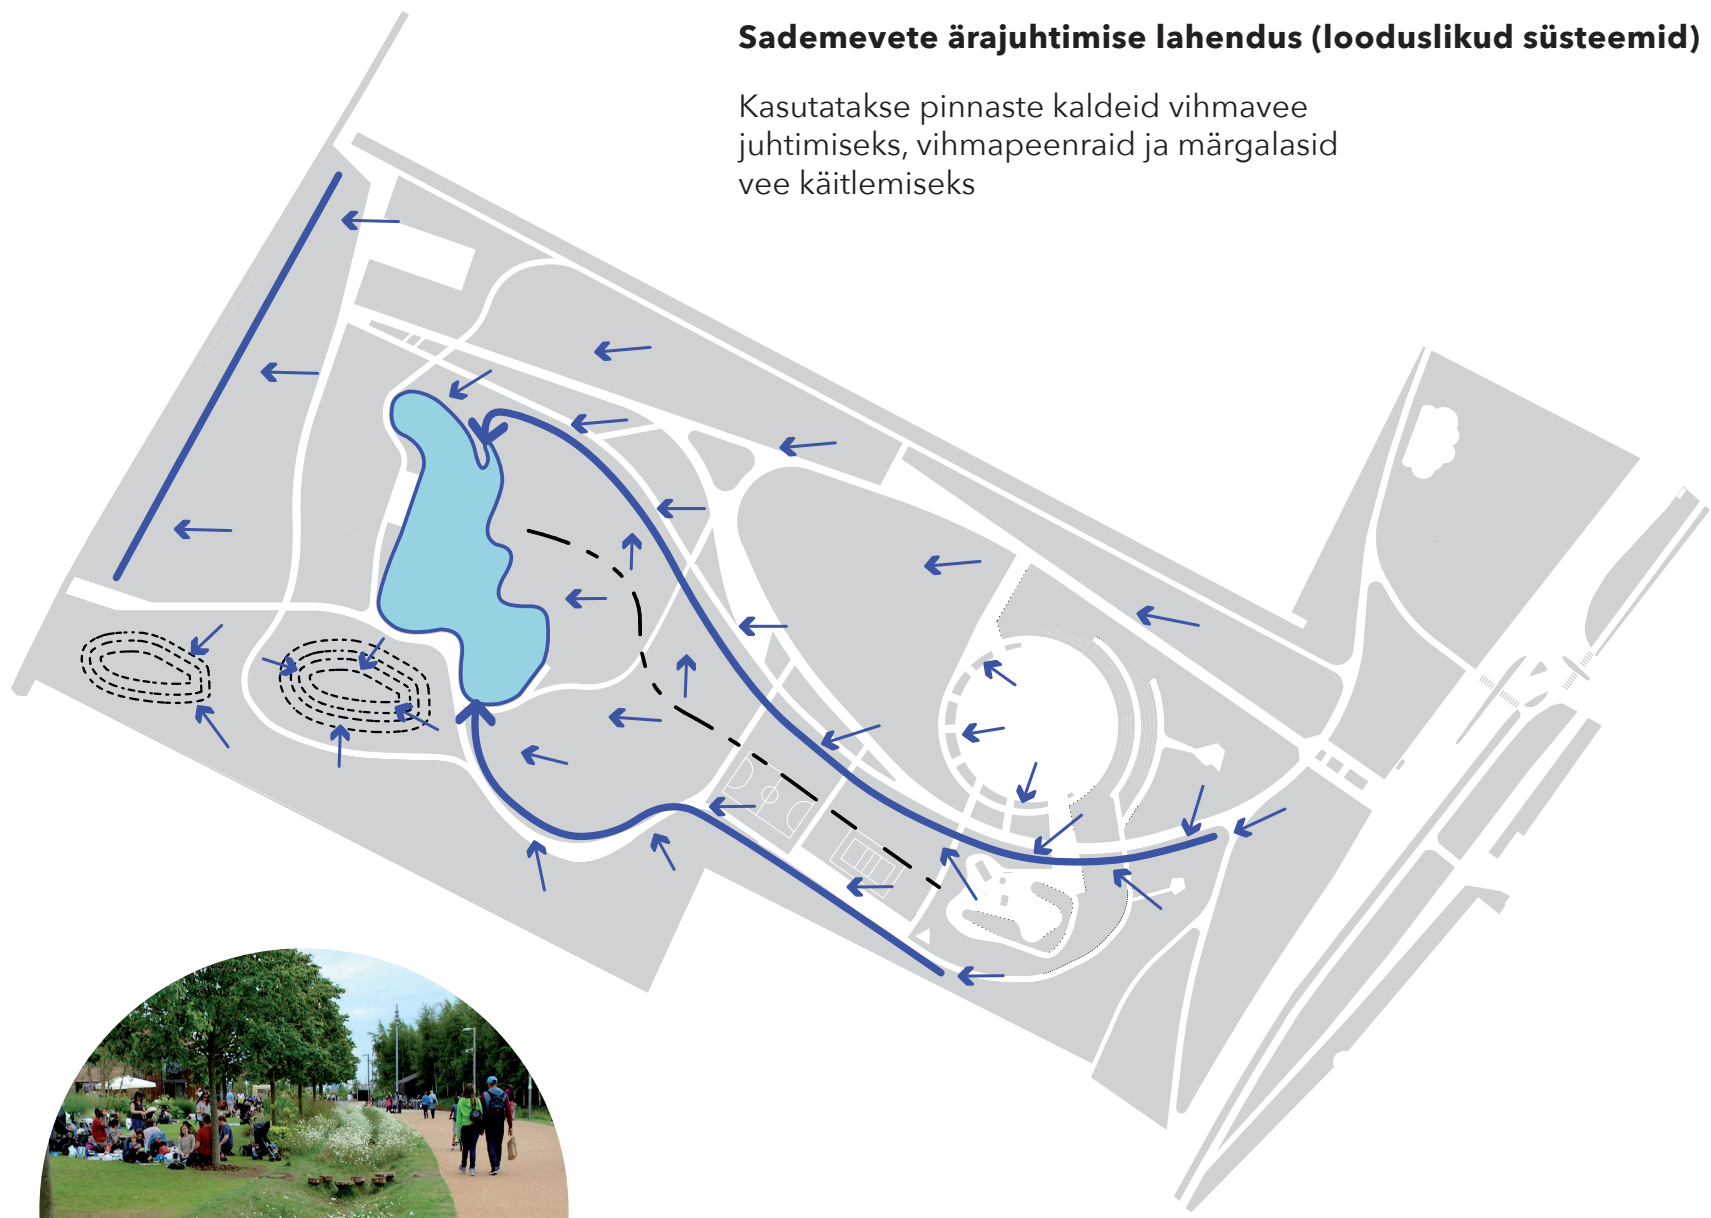 Sademevete ärajuhtimise lahendus (looduslikud süsteemid)
Kasutatakse pinnaste kaldeid vihmavee
juhtimiseks, vihmapeenraid ja märgalasid
vee käitlemiseks